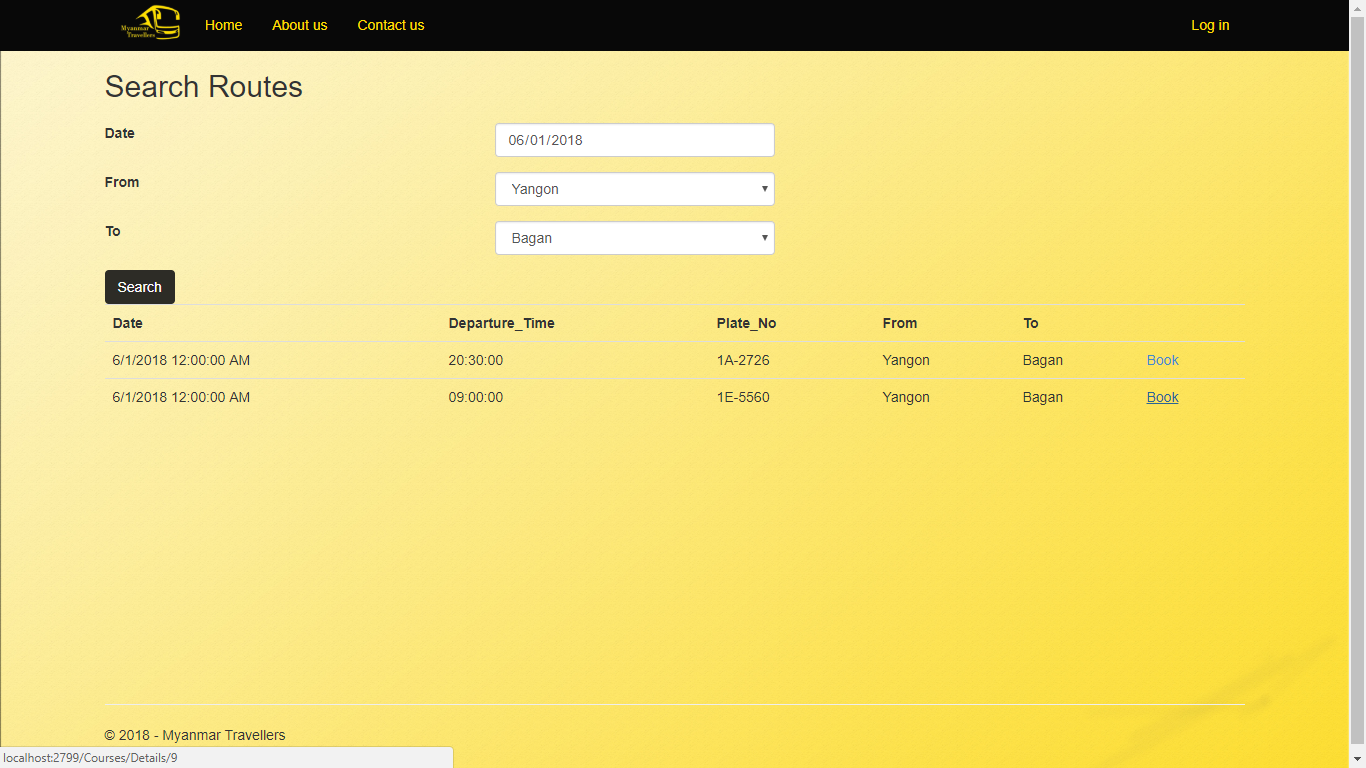 Myanmar Travellers Home About us Contact us Log in
Search Routes
Date 06/01/2018
From Yangon
To Bagan
Search
Date Departure_Time Plate_No From To
6/1/2018 12:00:00 AM 20:30:00 1A-2726 Yangon Bagan Book
6/1/2018 12:00:00 AM 09:00:00 1E-5560 Yangon Bagan Book
© 2018 - Myanmar Travellers
localhost:2799/Courses/Details/9